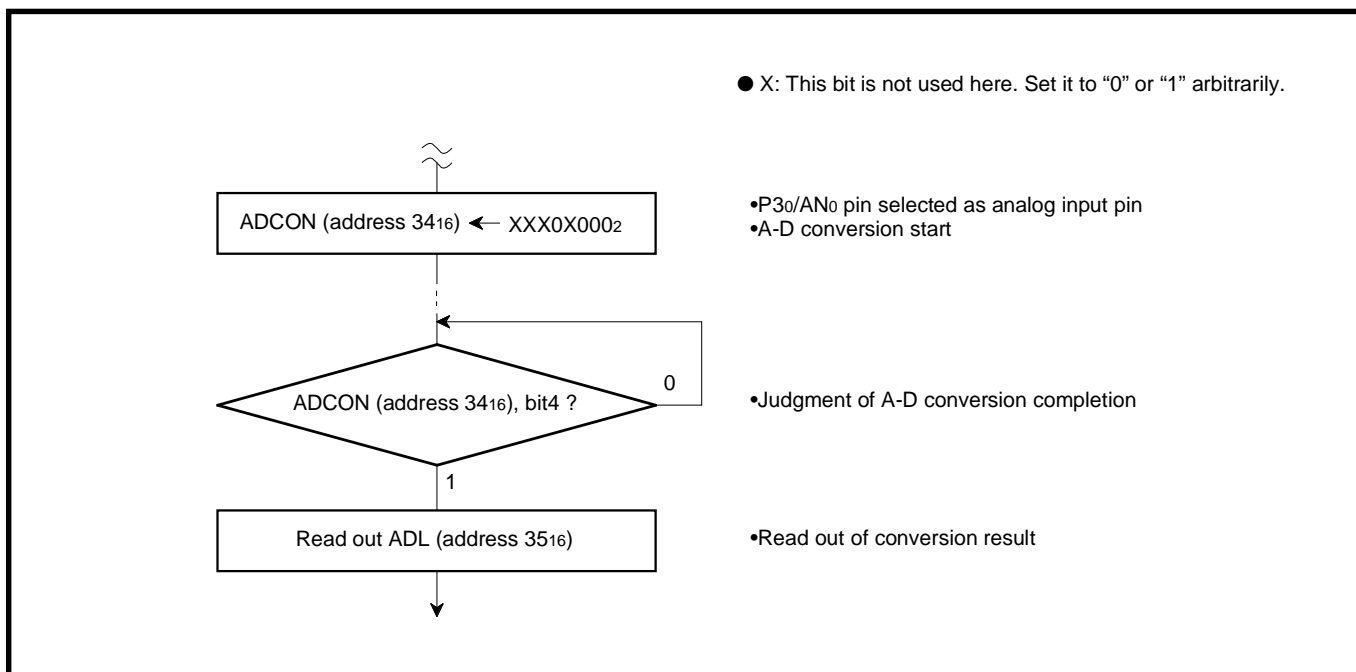 ● X: This bit is not used here. Set it to “0” or “1” arbitrarily.
ADCON (address 34₁₆) ← XXX0X000₂
•P3₀/AN₀ pin selected as analog input pin
•A-D conversion start
0
ADCON (address 34₁₆), bit4 ?
•Judgment of A-D conversion completion
1
Read out ADL (address 35₁₆)
•Read out of conversion result